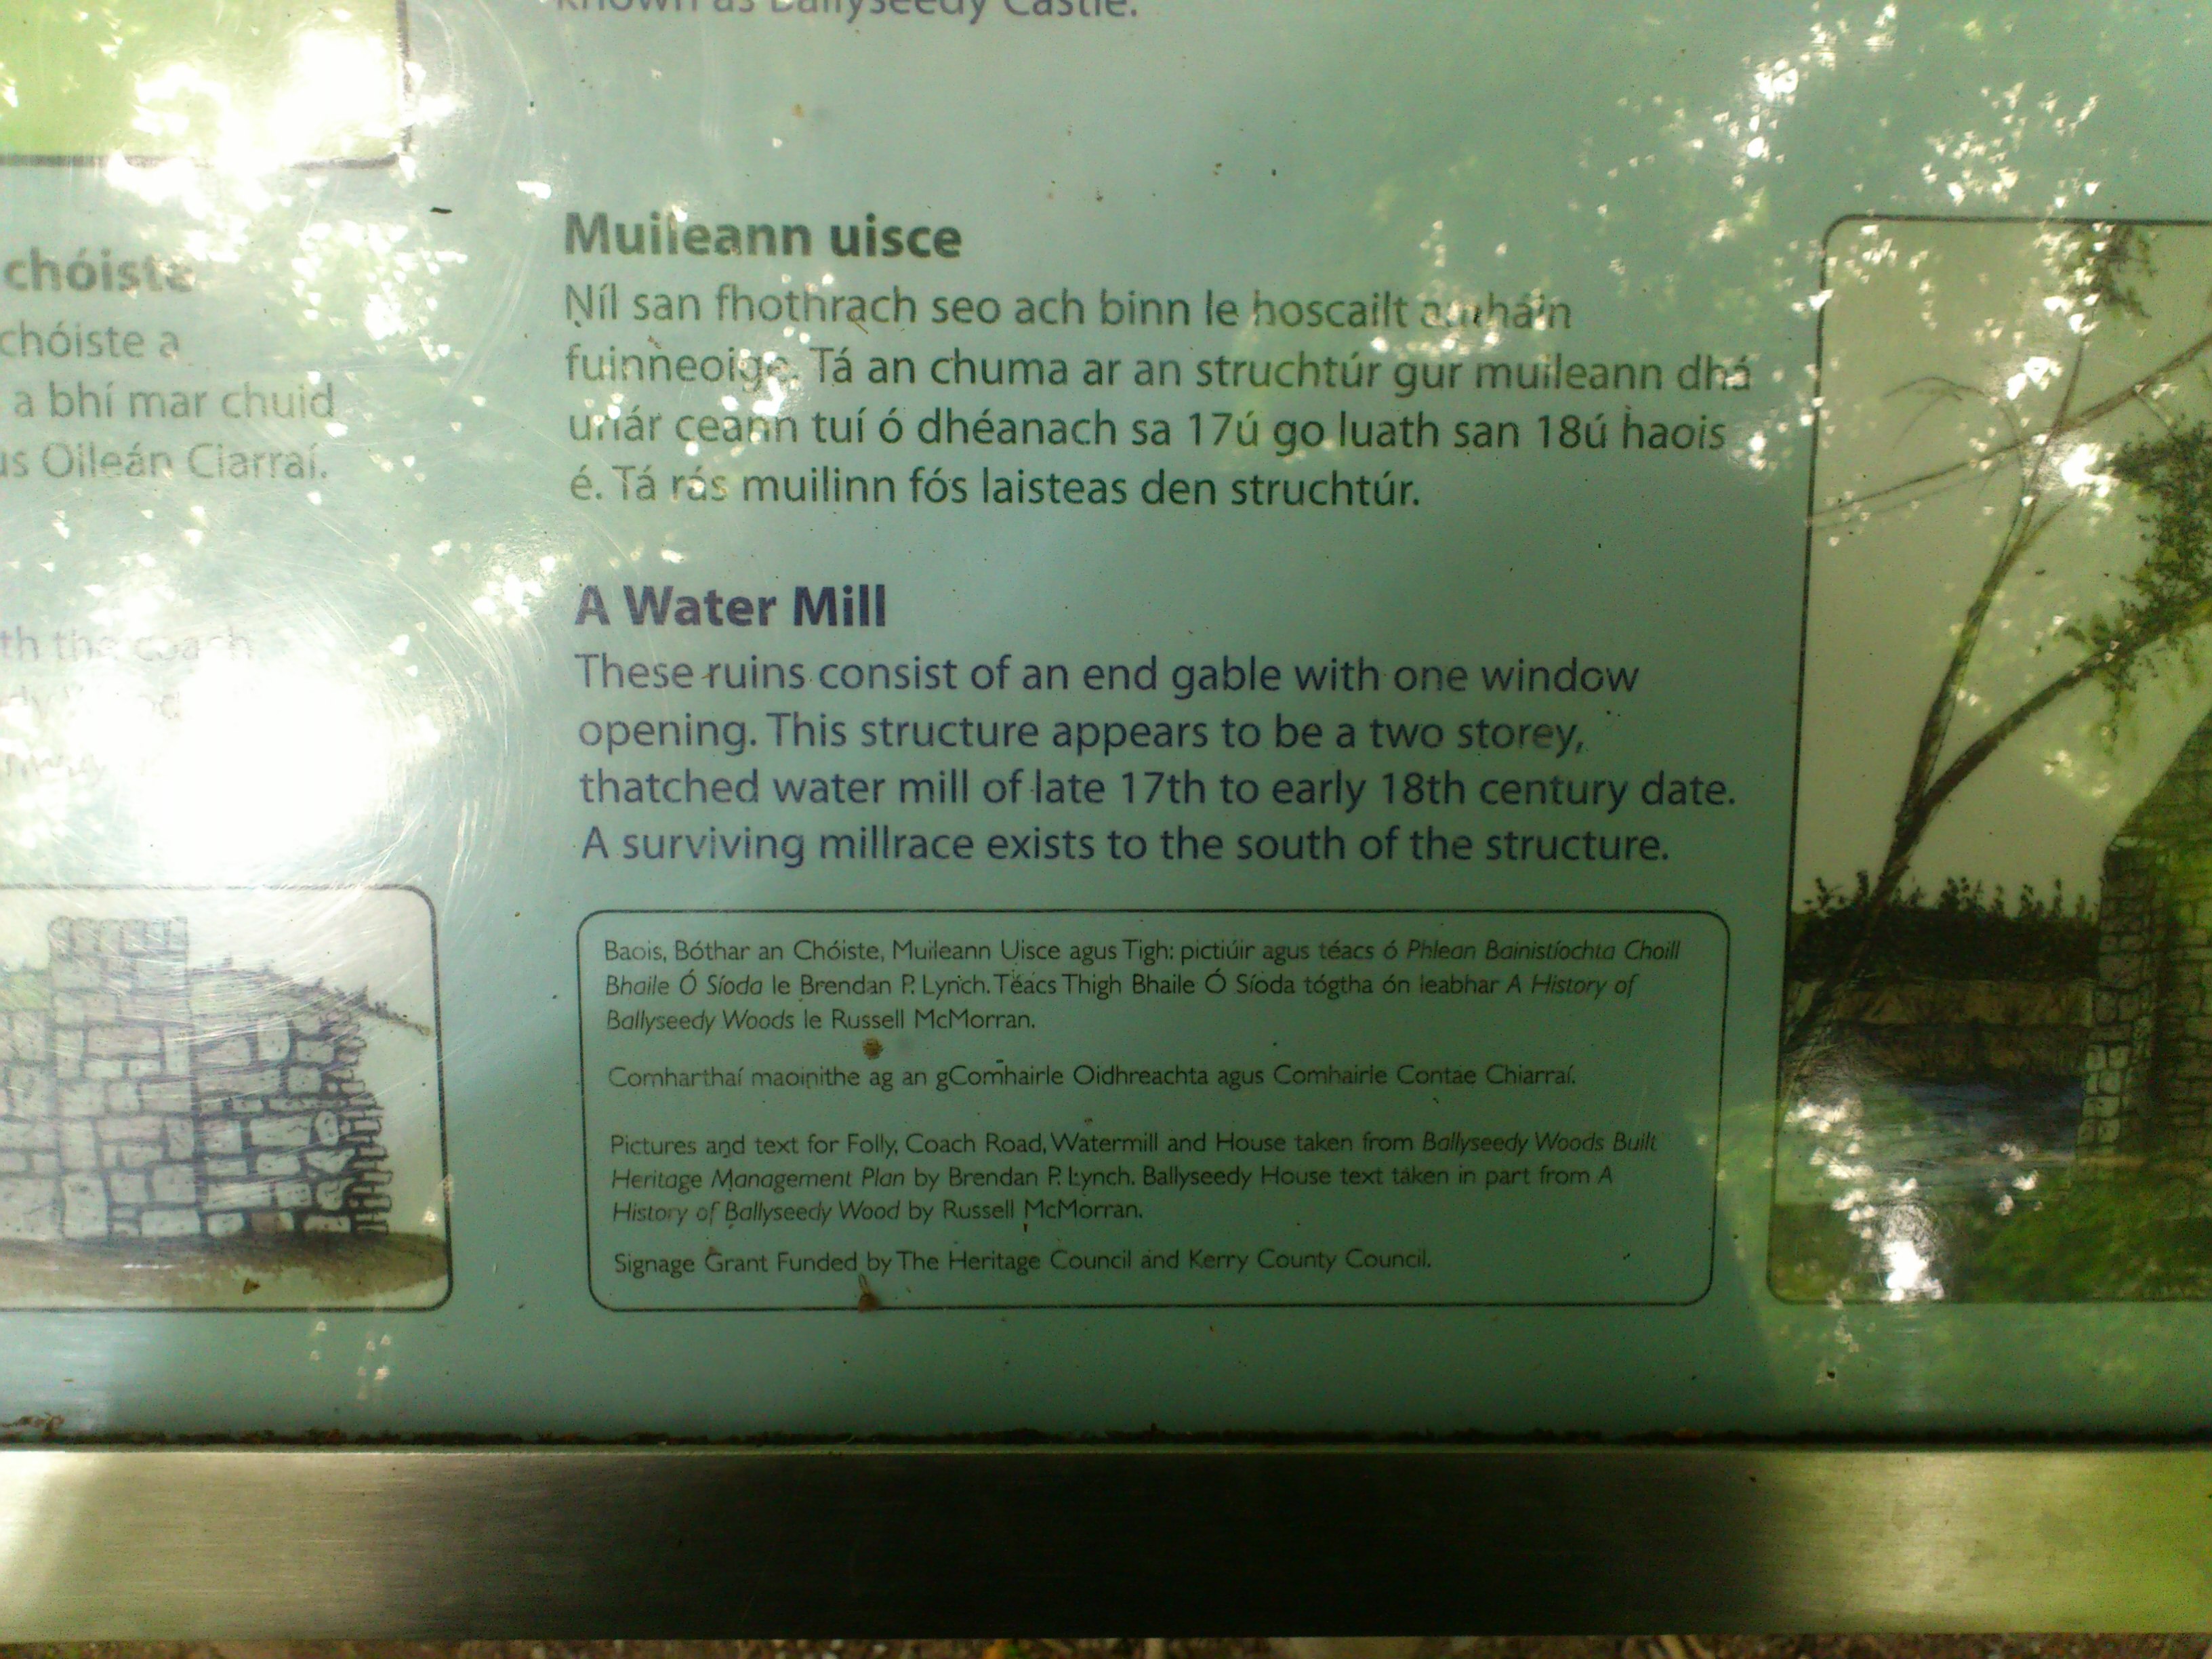 known as Ballyseedy Castle.
chóiste
chóiste a
a bhí mar chuid
Oileán Ciarraí.
th the coach
Muileann uisce
Níl san fhothrach seo ach binn le hoscailt amháin
fuinneoige. Tá an chuma ar an struchtúr gur muileann dhá
urlár ceann tuí ó dhéanach sa 17ú go luath san 18ú haois
é. Tá rás muilinn fós laisteas den struchtúr.
A Water Mill
These ruins consist of an end gable with one window
opening. This structure appears to be a two storey,
thatched water mill of late 17th to early 18th century date.
A surviving millrace exists to the south of the structure.
Baois, Bóthar an Chóiste, Muileann Uisce agus Tigh: pictiúir agus téacs ó Phlean Bainistíochta Choill
Bhaile Ó Síoda le Brendan P. Lynch. Téacs Thigh Bhaile Ó Síoda tógtha ón leabhar A History of
Ballyseedy Woods le Russell McMorran.
Comharthaí maoinithe ag an gComhairle Oidhreachta agus Comhairle Contae Chiarraí.
Pictures and text for Folly, Coach Road, Watermill and House taken from Ballyseedy Woods Built
Heritage Management Plan by Brendan P. Lynch. Ballyseedy House text taken in part from A
History of Ballyseedy Wood by Russell McMorran.
Signage Grant Funded by The Heritage Council and Kerry County Council.